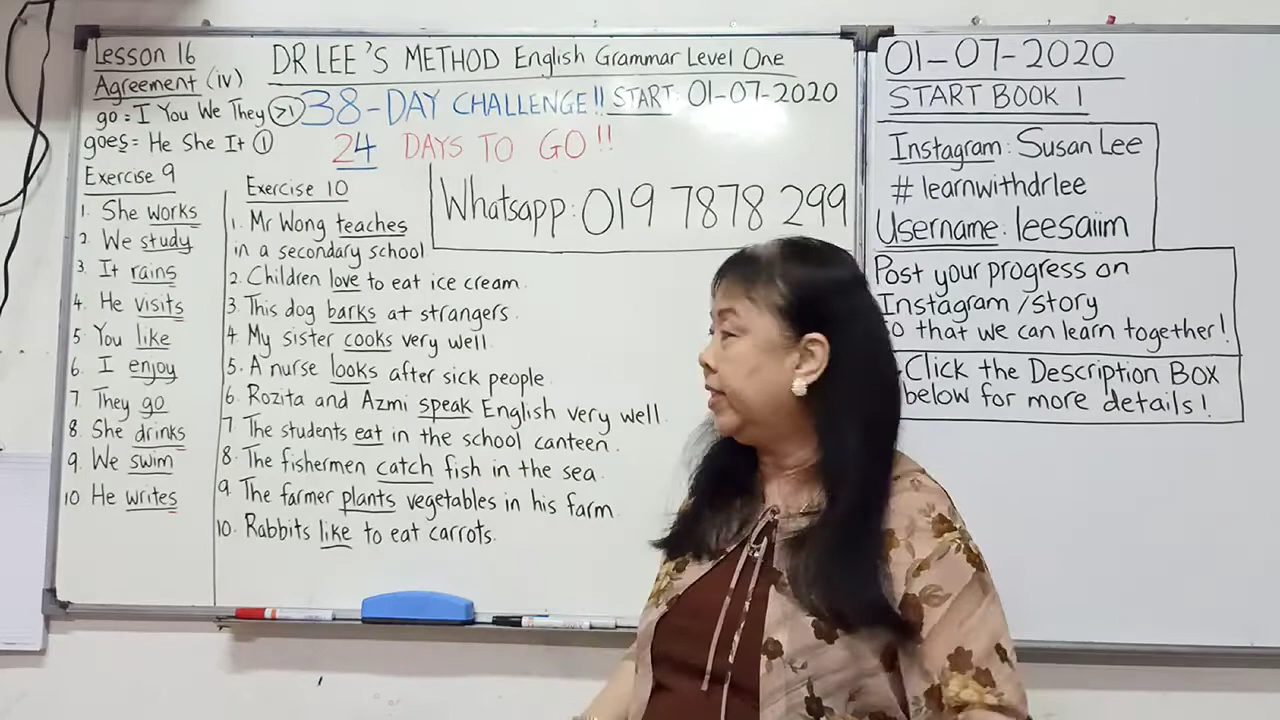 Lesson 16
Agreement (iv)
go = I You We They >1
goes = He She It 1
DR LEE'S METHOD English Grammar Level One
38-DAY CHALLENGE!! START: 01-07-2020
24 DAYS TO GO!!
Whatsapp: 019 7878 299
Exercise 9
1. She works
2. We study
3. It rains
4. He visits
5. You like
6. I enjoy
7. They go
8. She drinks
9. We swim
10 He writes
Exercise 10
1. Mr Wong teaches
in a secondary school
2. Children love to eat ice cream.
3. This dog barks at strangers.
4. My sister cooks very well.
5. A nurse looks after sick people.
6. Rozita and Azmi speak English very well.
7 The students eat in the school canteen.
8. The fishermen catch fish in the sea.
9. The farmer plants vegetables in his farm.
10. Rabbits like to eat carrots.
01-07-2020
START BOOK 1
Instagram: Susan Lee
# learnwithdrlee
Username: leesaiim
Post your progress on
Instagram /story
o that we can learn together!
Click the Description Box
below for more details!